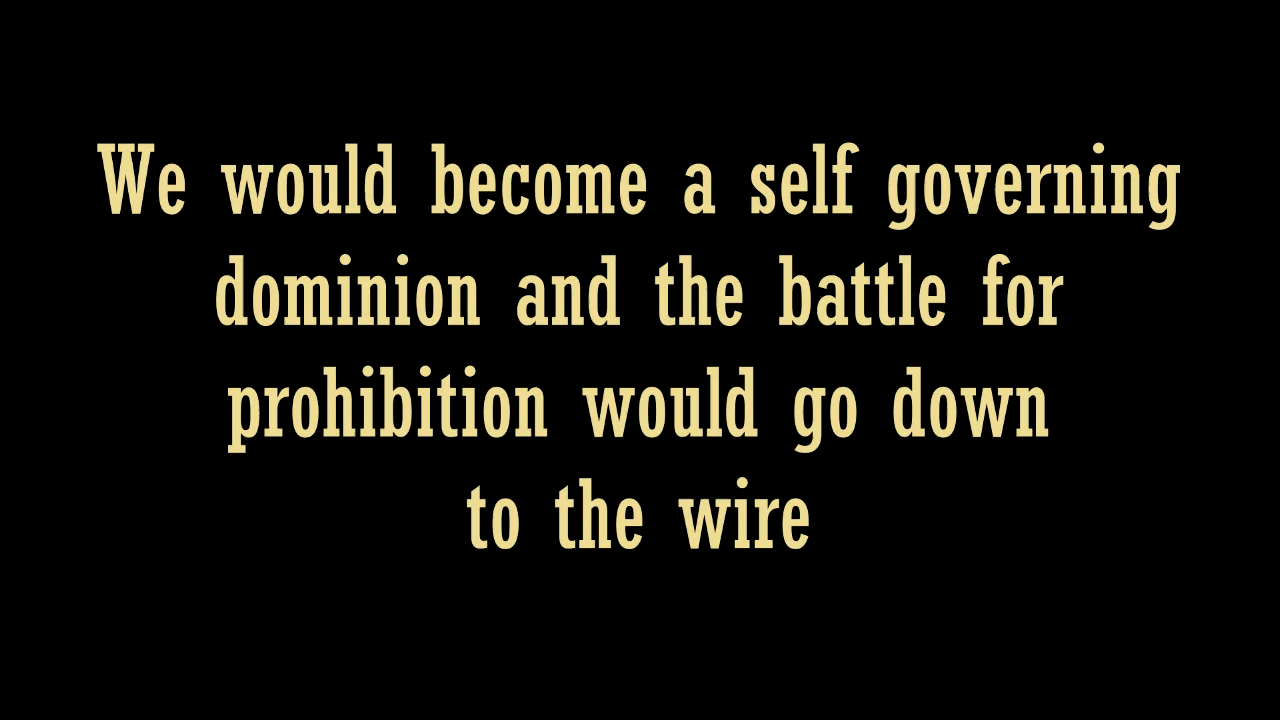 We would become a self governing
dominion and the battle for
prohibition would go down
to the wire